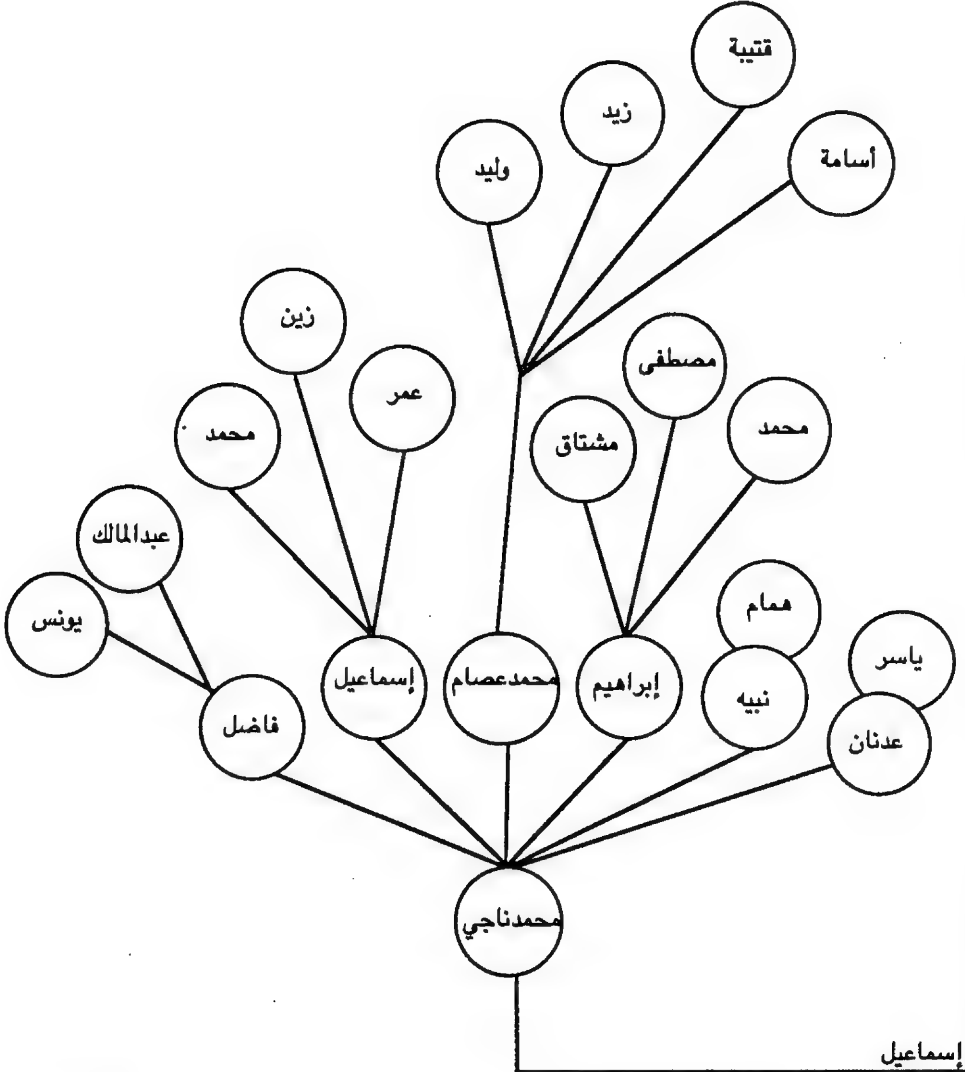 قتيبة
زيد
أسامة
وليد
زين
مصطفى
عمر
محمد
مشتاق
محمد
عبدالمالك
همام
يونس
ياسر
إسماعيل
محمدعصام
إبراهيم
نبيه
فاضل
عدنان
محمدناجي
إسماعيل